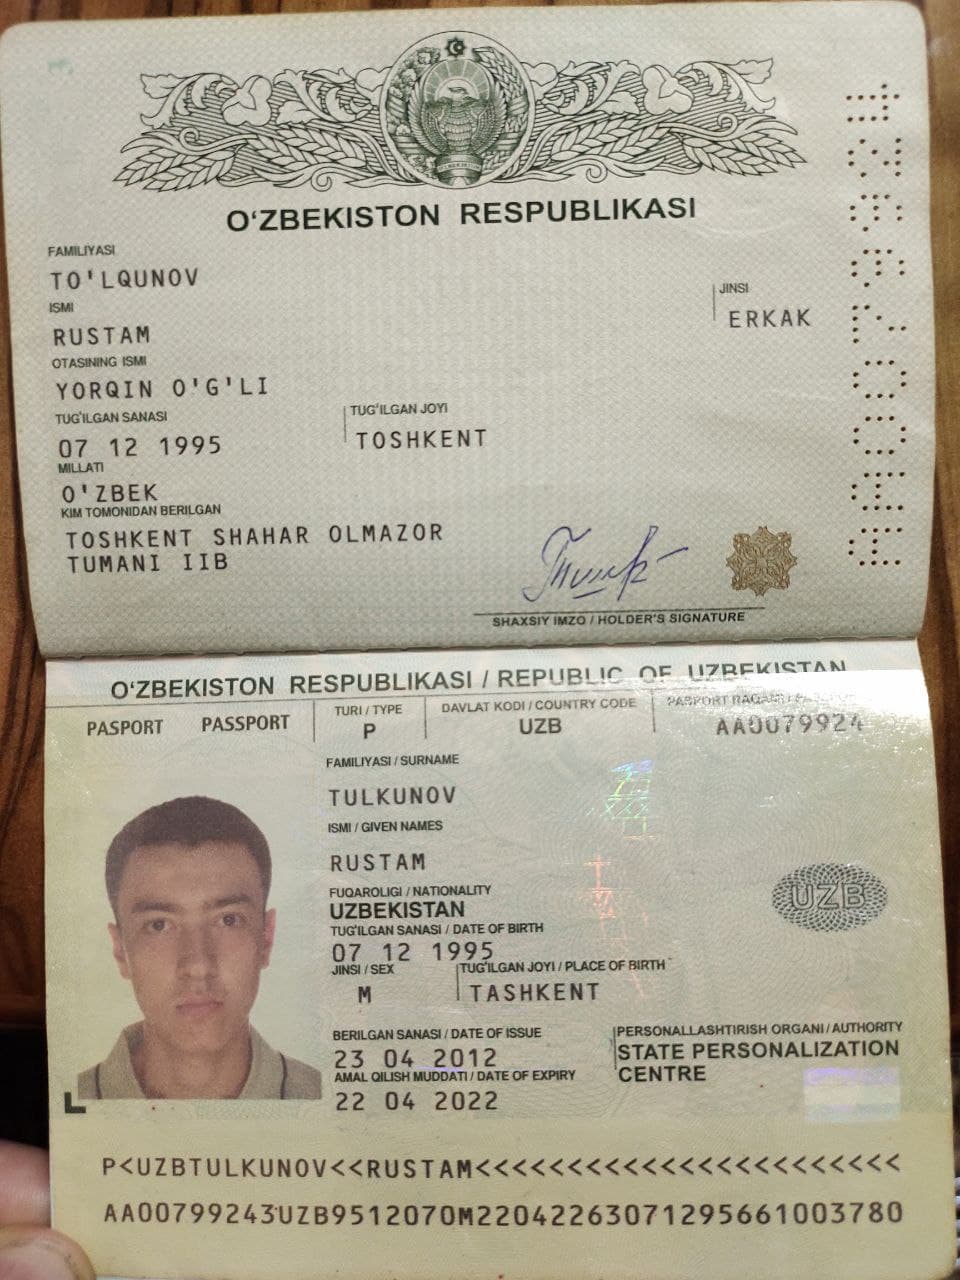 O‘ZBEKISTON RESPUBLIKASI
FAMILIYASI
TO'LQUNOV
ISMI
RUSTAM
JINSI
ERKAK
OTASINING ISMI
YORQIN O'G'LI
TUG‘ILGAN SANASI
07 12 1995
TUG‘ILGAN JOYI
TOSHKENT
MILLATI
O'ZBEK
KIM TOMONIDAN BERILGAN
TOSHKENT SHAHAR OLMAZOR
TUMANI IIB
SHAXSIY IMZO / HOLDER'S SIGNATURE
AA0079924
O‘ZBEKISTON RESPUBLIKASI / REPUBLIC OF UZBEKISTAN
PASPORT PASSPORT
TURI / TYPE
P
DAVLAT KODI / COUNTRY CODE
UZB
PASPORT RAQAMI /
AA0079924
FAMILIYASI / SURNAME
TULKUNOV
ISMI / GIVEN NAMES
RUSTAM
FUQAROLIGI / NATIONALITY
UZBEKISTAN
TUG‘ILGAN SANASI / DATE OF BIRTH
07 12 1995
JINSI / SEX
M
TUG‘ILGAN JOYI / PLACE OF BIRTH
TASHKENT
UZB
BERILGAN SANASI / DATE OF ISSUE
23 04 2012
AMAL QILISH MUDDATI / DATE OF EXPIRY
22 04 2022
PERSONALLASHTIRISH ORGANI / AUTHORITY
STATE PERSONALIZATION
CENTRE
P<UZBTULKUNOV<<RUSTAM<<<<<<<<<<<<<<<<<<<<<<<
AA00799243UZB9512070M22042263071295661003780